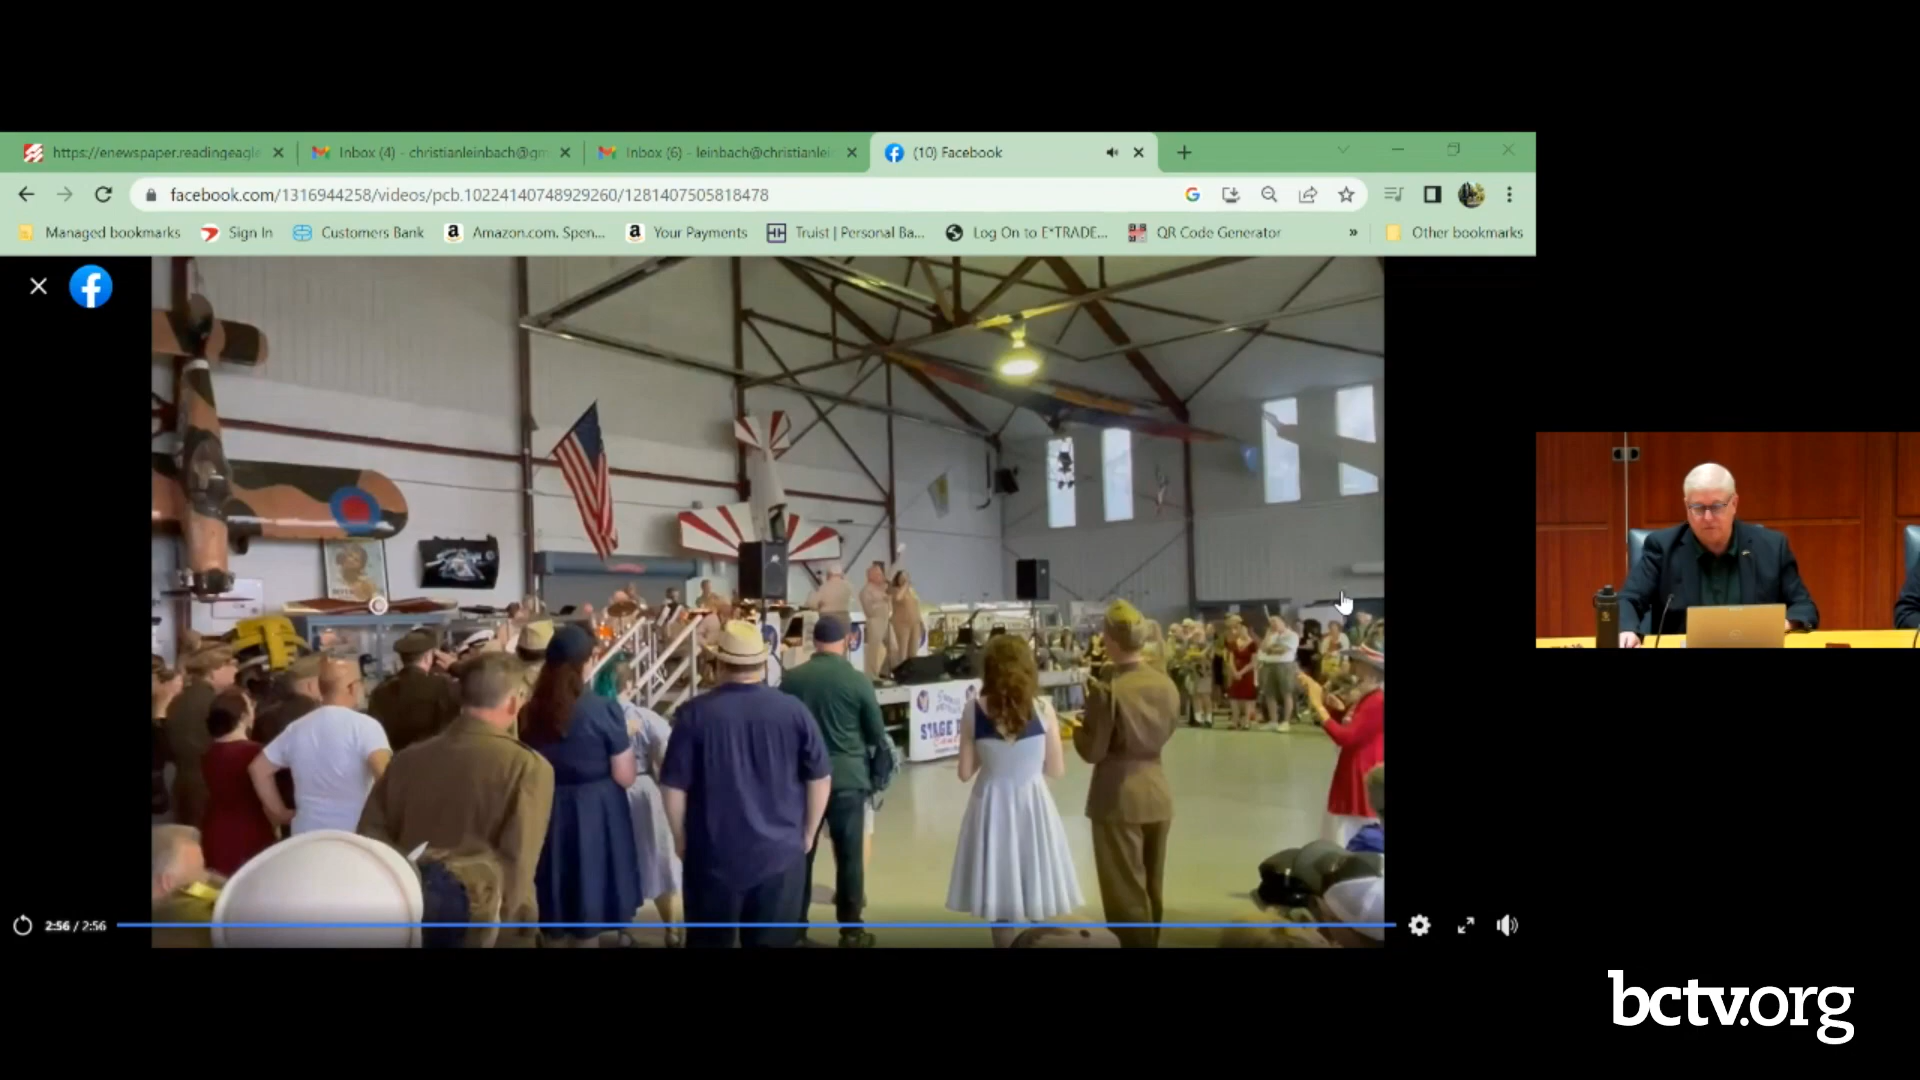 https://enewspaper.readingeagle
Inbox (4) - christianleinbach@gm
Inbox (6) - leinbach@christianlei
(10) Facebook
facebook.com/1316944258/videos/pcb.10224140748929260/1281407505818478
Managed bookmarks
Sign In
Customers Bank
Amazon.com. Spen...
Your Payments
Truist | Personal Ba...
Log On to E*TRADE...
QR Code Generator
»
Other bookmarks
STAGE
2:56 / 2:56
bctv.org